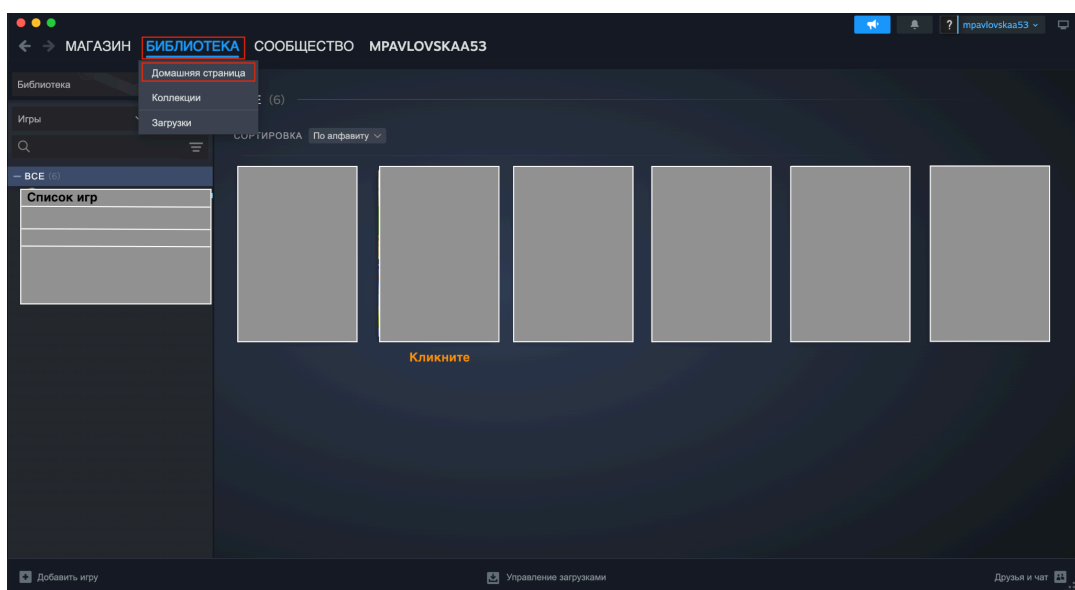 ? mpavlovskaa53
МАГАЗИН БИБЛИОТЕКА СООБЩЕСТВО MPAVLOVSKAA53
Домашняя страница
Библиотека
Коллекции
(6)
Игры
Загрузки
СОРТИРОВКА По алфавиту
— ВСЕ (6)
Список игр
Кликните
Добавить игру
Управление загрузками
Друзья и чат